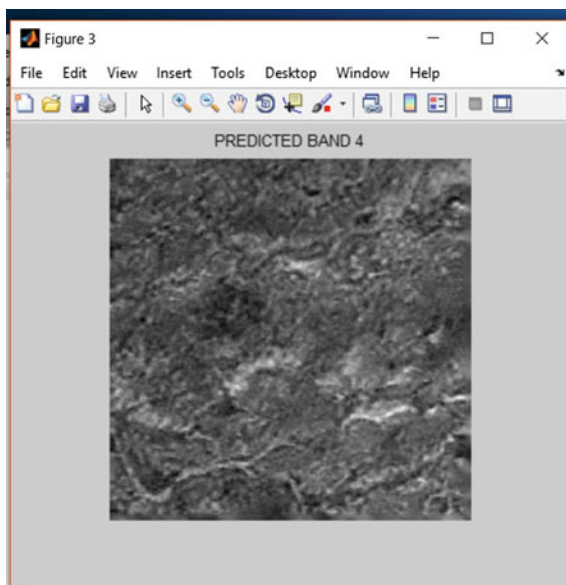 Figure 3
File Edit View Insert Tools Desktop Window Help
PREDICTED BAND 4